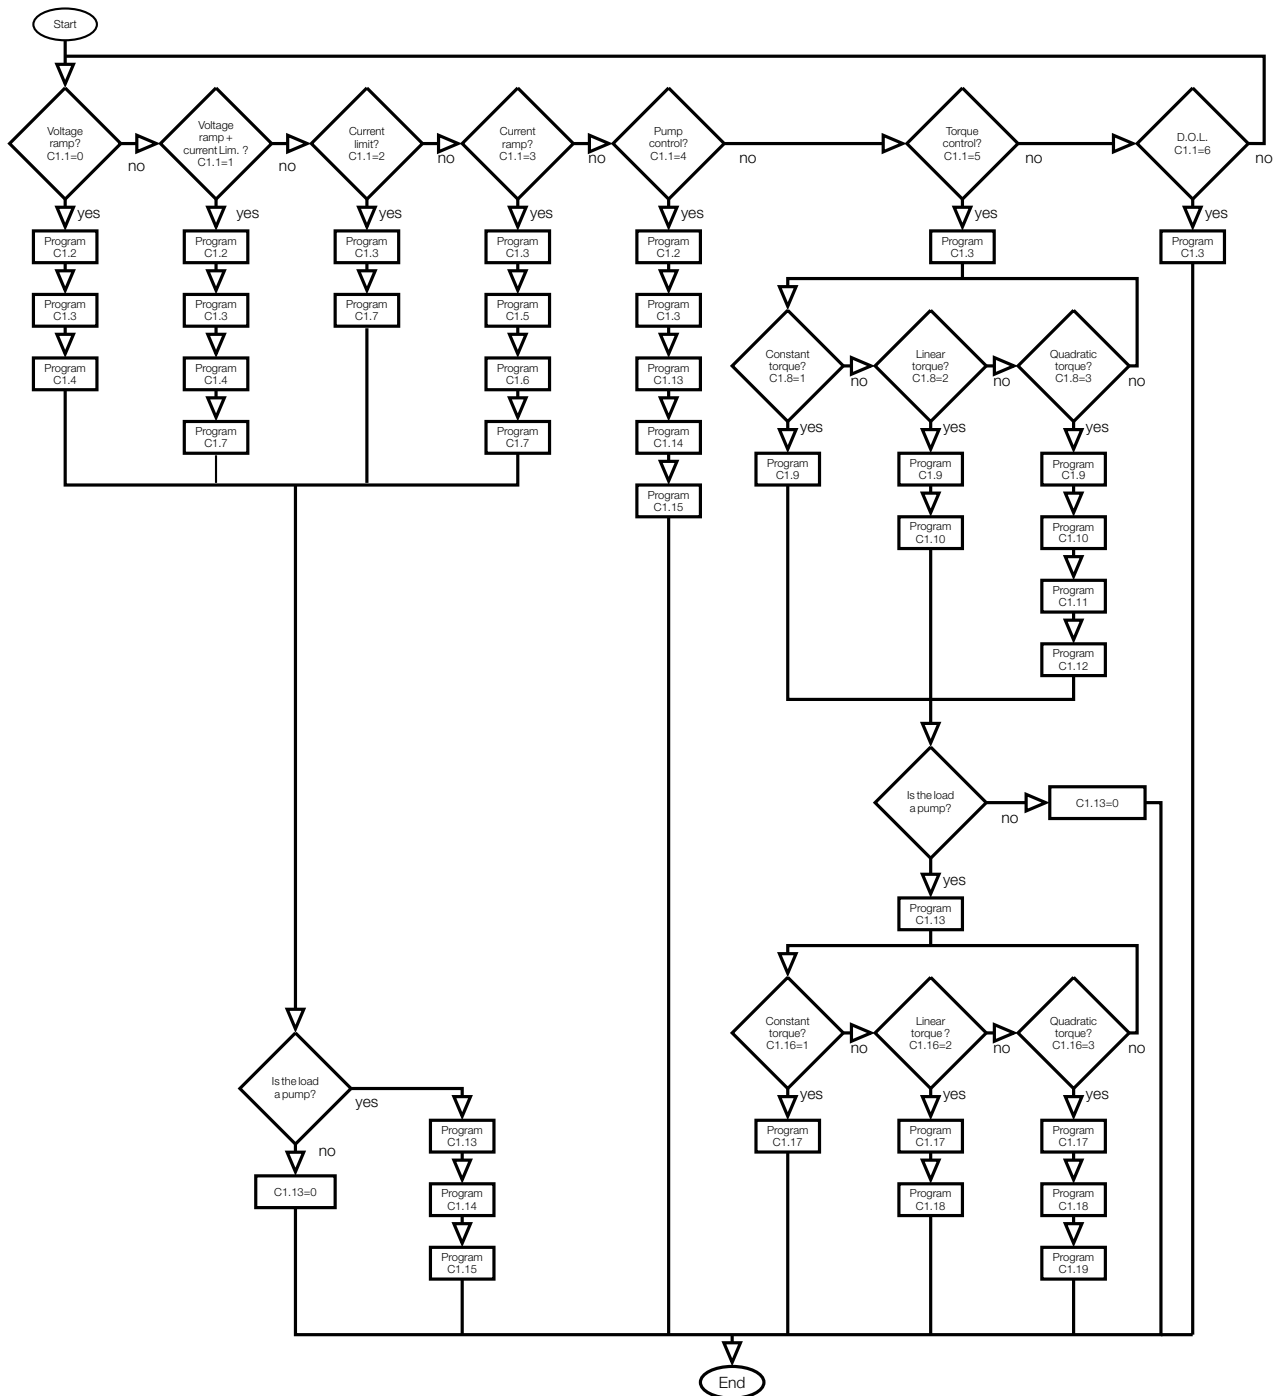 Start
Voltage
ramp?
C1.1=0
no
Voltage
ramp +
current Lim. ?
C1.1=1
no
Current
limit?
C1.1=2
no
Current
ramp?
C1.1=3
no
Pump
control?
C1.1=4
no
Torque
control?
C1.1=5
no
D.O.L.
C1.1=6
no
yes
yes
yes
yes
yes
yes
yes
Program
C1.2
Program
C1.2
Program
C1.3
Program
C1.3
Program
C1.2
Program
C1.3
Program
C1.3
Program
C1.3
Program
C1.3
Program
C1.7
Program
C1.5
Program
C1.3
Program
C1.4
Program
C1.4
Program
C1.6
Program
C1.13
Constant
torque?
C1.8=1
no
Linear
torque?
C1.8=2
no
Quadratic
torque?
C1.8=3
no
Program
C1.7
Program
C1.7
Program
C1.14
yes
yes
yes
Program
C1.9
Program
C1.9
Program
C1.9
Program
C1.15
Program
C1.10
Program
C1.10
Program
C1.11
Program
C1.12
Is the load
a pump?
no
C1.13=0
yes
Program
C1.13
Constant
torque?
C1.16=1
no
Linear
torque ?
C1.16=2
no
Quadratic
torque?
C1.16=3
no
Is the load
a pump?
yes
no
C1.13=0
yes
yes
yes
Program
C1.13
Program
C1.17
Program
C1.17
Program
C1.17
Program
C1.14
Program
C1.18
Program
C1.18
Program
C1.15
Program
C1.19
End